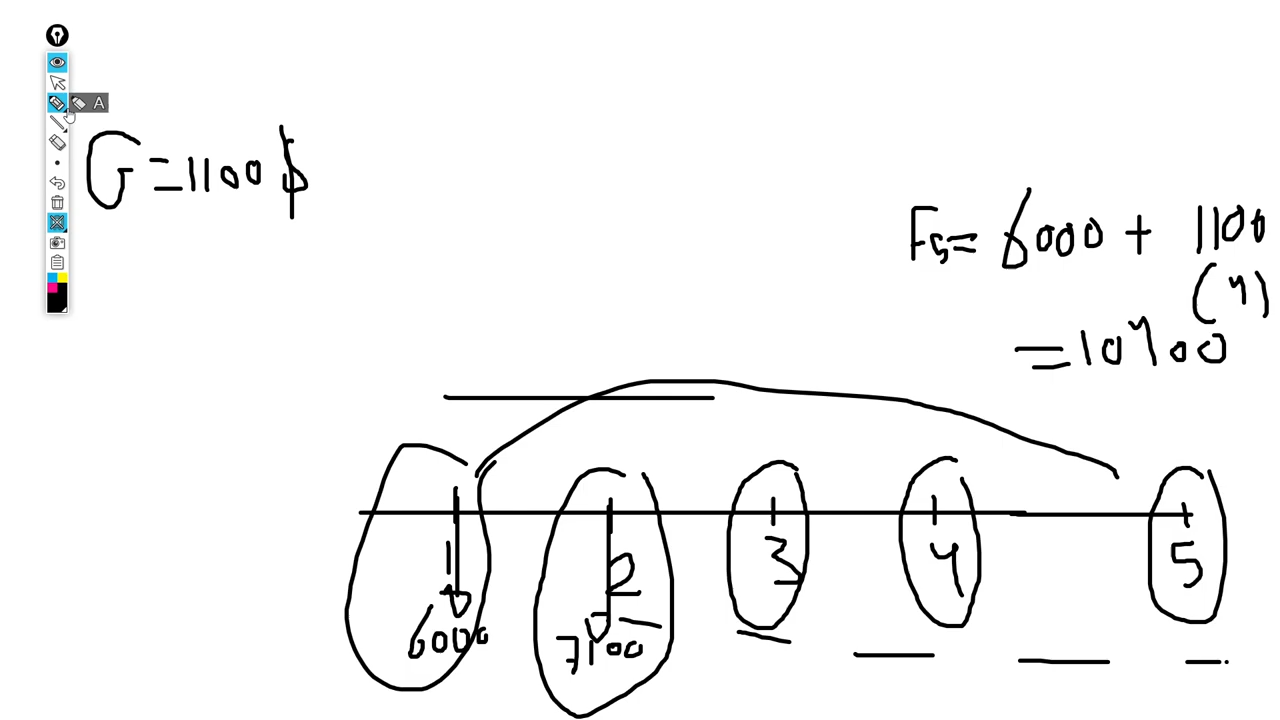 A
G = 1100 $
F5 = 6000 + 1100
(4)
= 10400
1 2 3 4 5
6000 7100